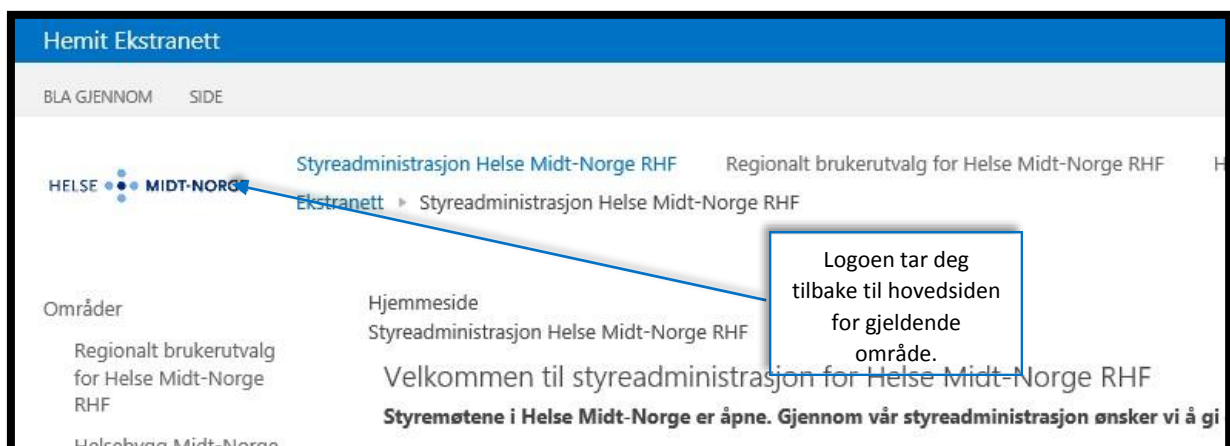 Hemit Ekstranett
BLA GJENNOM SIDE
HELSE MIDT-NORGE
Styreadministrasjon Helse Midt-Norge RHF Regionalt brukerutvalg for Helse Midt-Norge RHF H
Ekstranett ▸ Styreadministrasjon Helse Midt-Norge RHF
Logoen tar deg
tilbake til hovedsiden
for gjeldende
område.
Områder
Regionalt brukerutvalg
for Helse Midt-Norge
RHF
Helsebygg Midt-Norge
Hjemmeside
Styreadministrasjon Helse Midt-Norge RHF
Velkommen til styreadministrasjon for Helse Midt-Norge RHF
Styremøtene i Helse Midt-Norge er åpne. Gjennom vår styreadministrasjon ønsker vi å gi